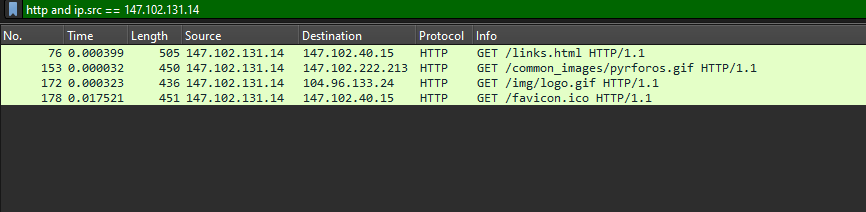 http and ip.src == 147.102.131.14
No. Time Length Source Destination Protocol Info
76 0.000399 505 147.102.131.14 147.102.40.15 HTTP GET /links.html HTTP/1.1
153 0.000032 450 147.102.131.14 147.102.222.213 HTTP GET /common_images/pyrforos.gif HTTP/1.1
172 0.000323 436 147.102.131.14 104.96.133.24 HTTP GET /img/logo.gif HTTP/1.1
178 0.017521 451 147.102.131.14 147.102.40.15 HTTP GET /favicon.ico HTTP/1.1